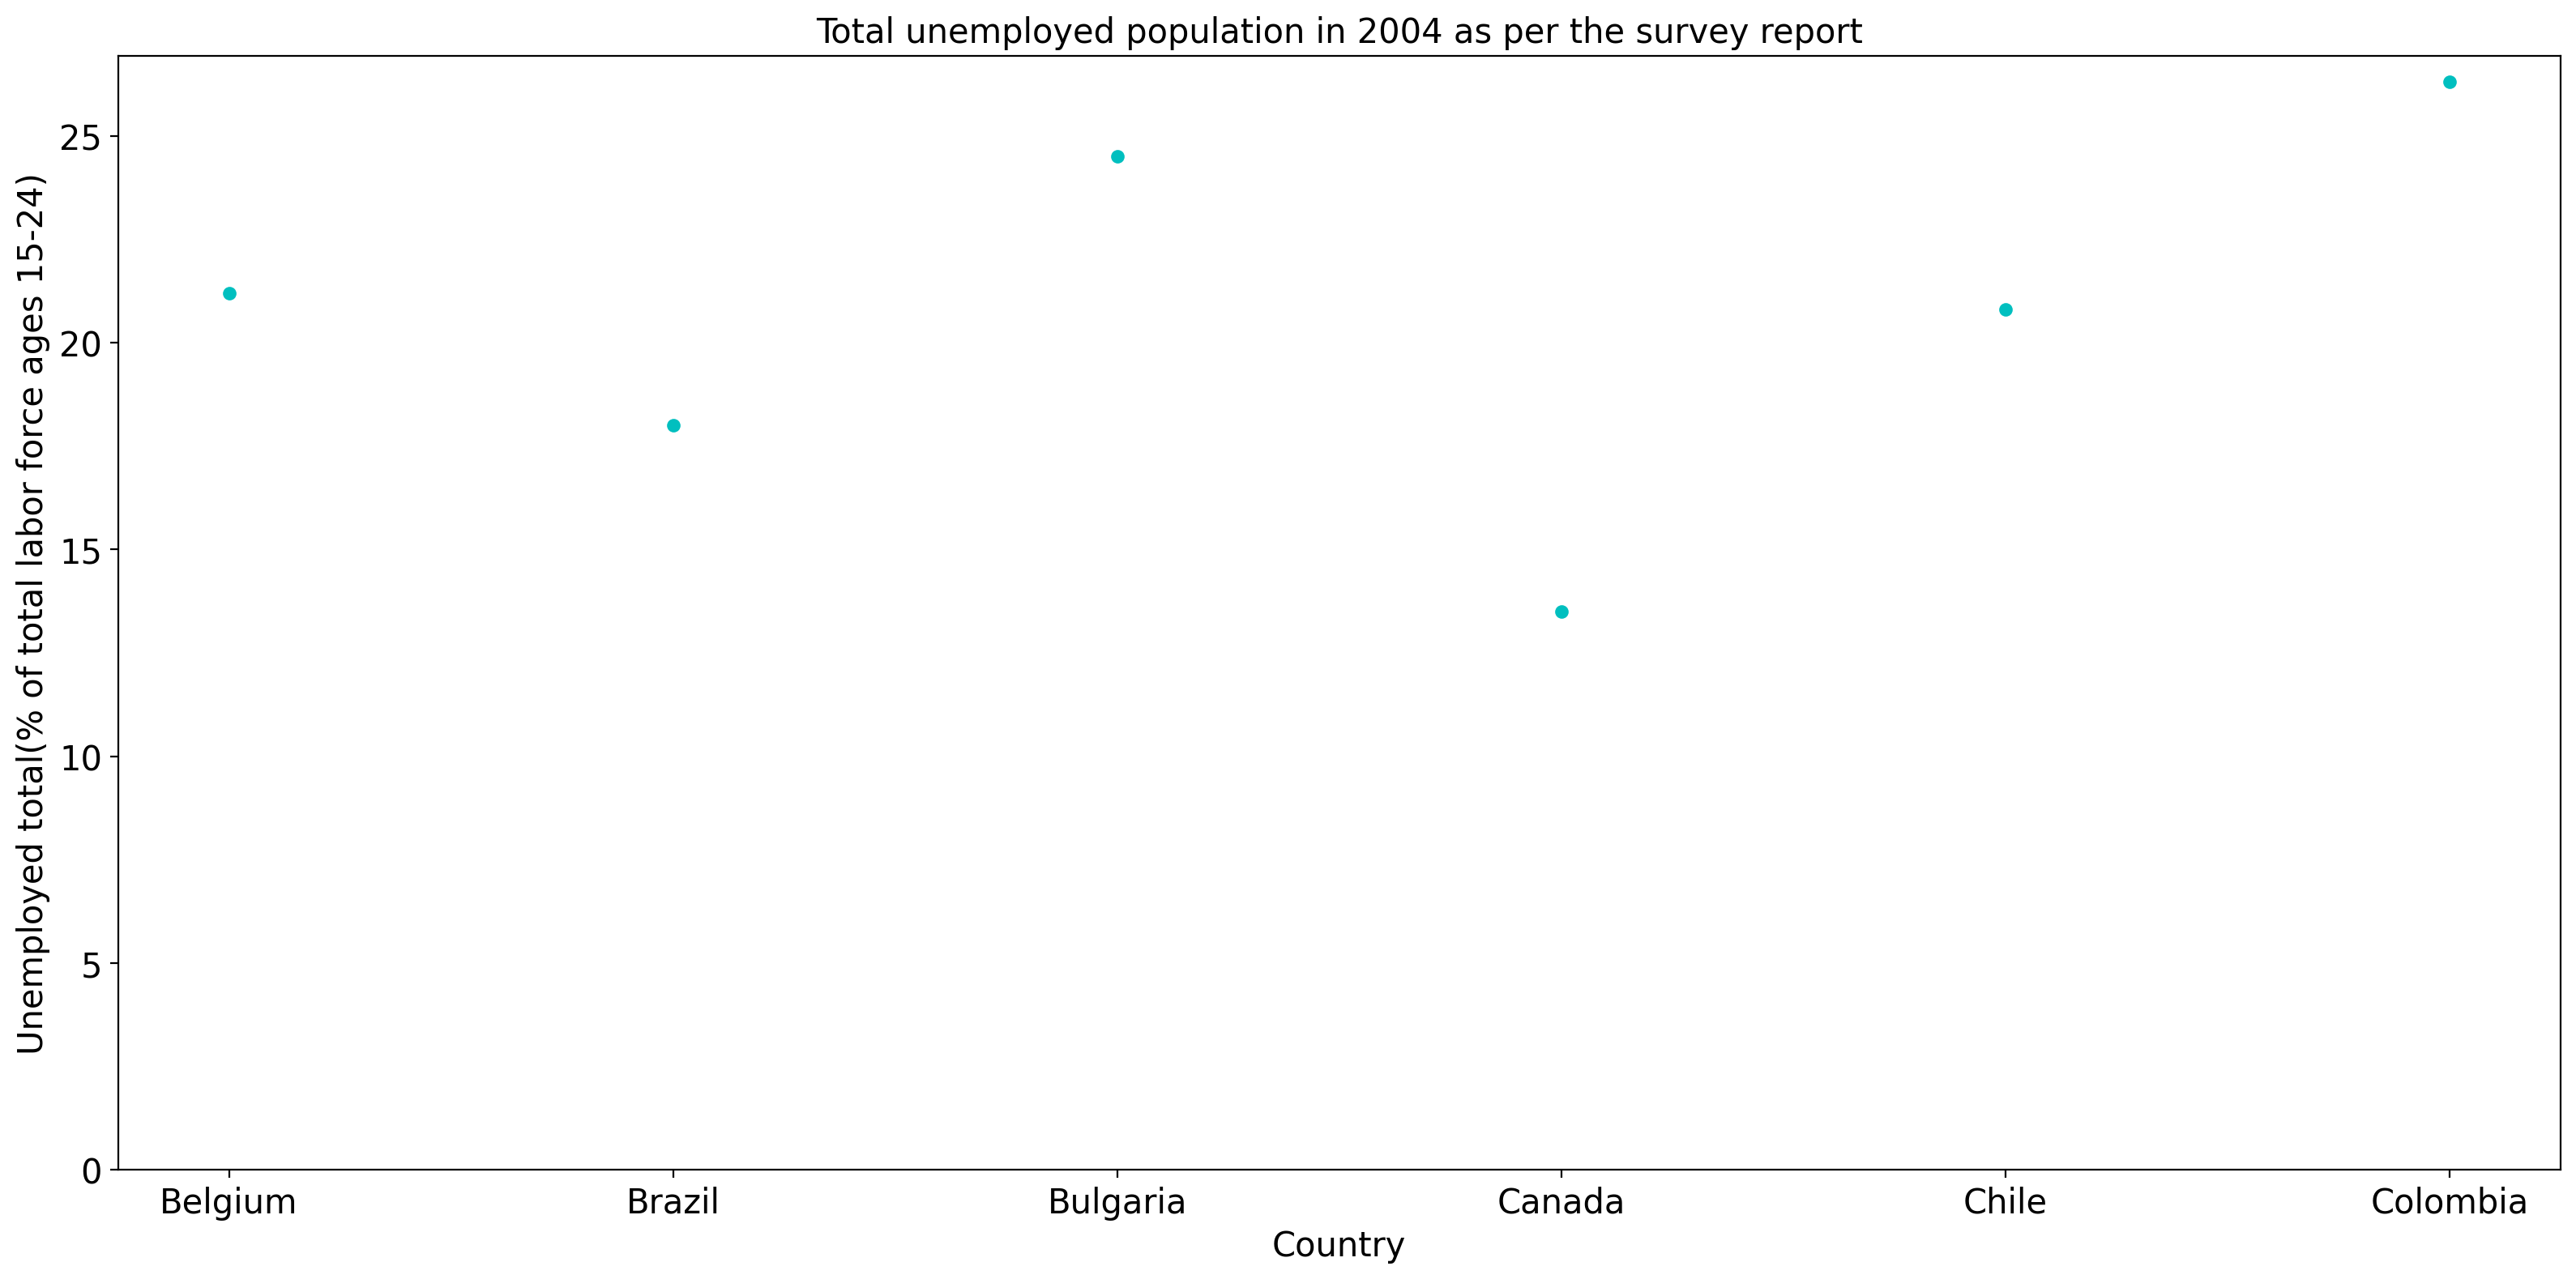 Total unemployed population in 2004 as per the survey report
Unemployed total(% of total labor force ages 15-24)
25
20
15
10
5
0
Belgium Brazil Bulgaria Canada Chile Colombia
Country